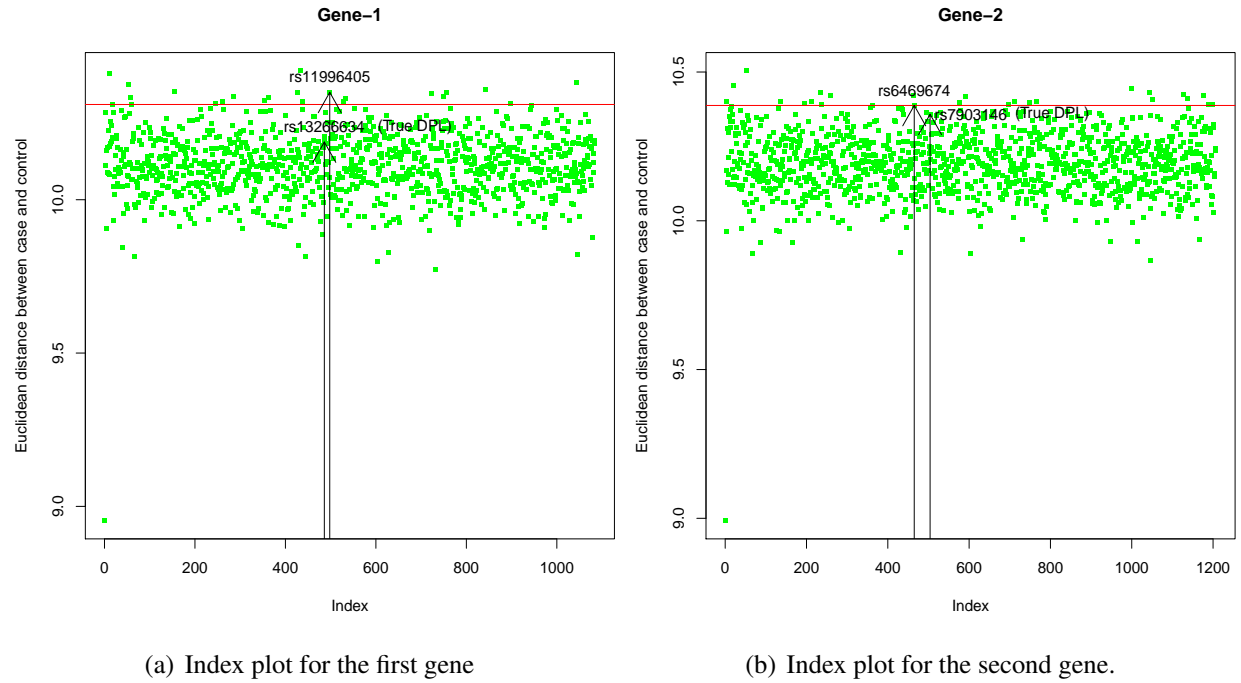 Gene−1
Euclidean distance between case and control
10.0
9.5
9.0
rs11996405
rs13266634 (True DPL)
0 200 400 600 800 1000
Index
(a) Index plot for the first gene
Gene−2
Euclidean distance between case and control
10.5
10.0
9.5
9.0
rs6469674
rs7903146 (True DPL)
0 200 400 600 800 1000 1200
Index
(b) Index plot for the second gene.